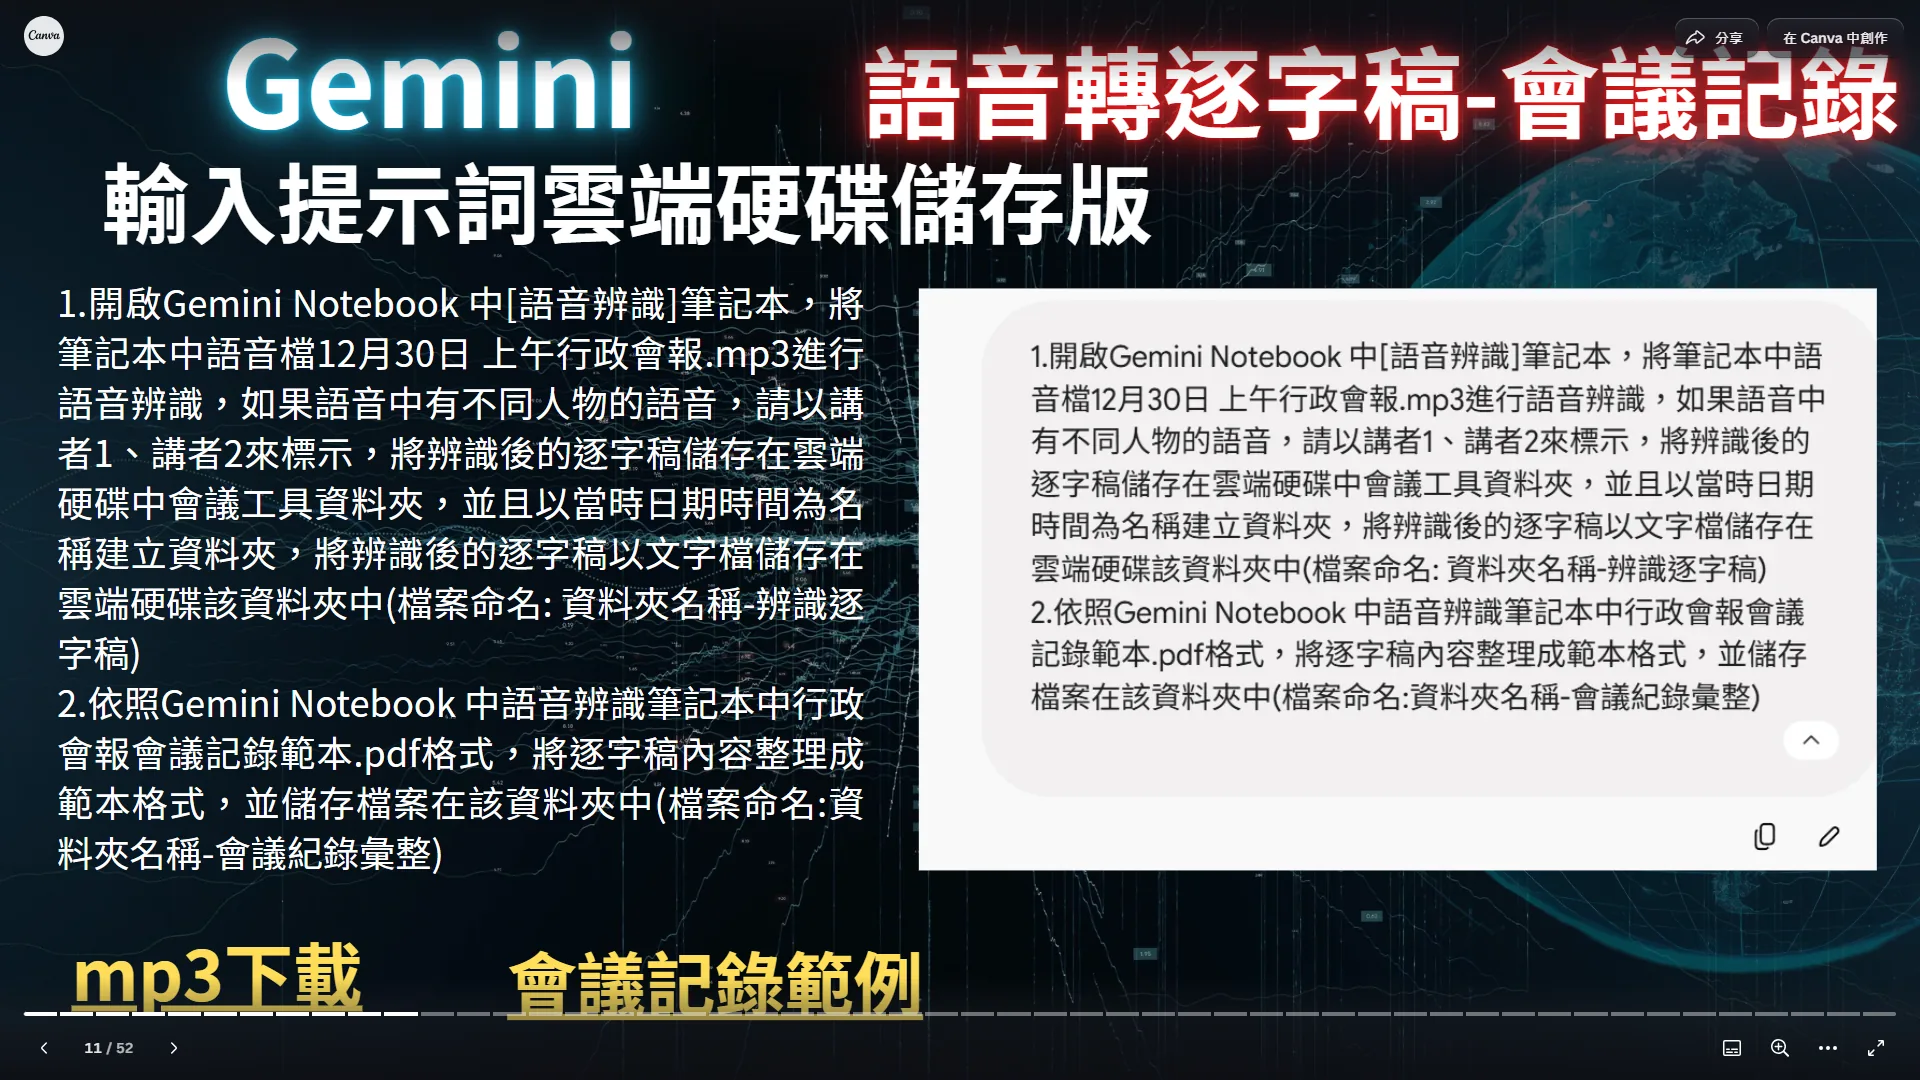 Canva
分享
在 Canva 中創作
Gemini
語音轉逐字稿-會議記錄
輸入提示詞雲端硬碟儲存版
1.開啟Gemini Notebook 中[語音辨識]筆記本，將
筆記本中語音檔12月30日 上午行政會報.mp3進行
語音辨識，如果語音中有不同人物的語音，請以講
者1、講者2來標示，將辨識後的逐字稿儲存在雲端
硬碟中會議工具資料夾，並且以當時日期時間為名
稱建立資料夾，將辨識後的逐字稿以文字檔儲存在
雲端硬碟該資料夾中(檔案命名: 資料夾名稱-辨識逐
字稿)
2.依照Gemini Notebook 中語音辨識筆記本中行政
會報會議記錄範本.pdf格式，將逐字稿內容整理成
範本格式，並儲存檔案在該資料夾中(檔案命名:資
料夾名稱-會議紀錄彙整)
1.開啟Gemini Notebook 中[語音辨識]筆記本，將筆記本中語
音檔12月30日 上午行政會報.mp3進行語音辨識，如果語音中
有不同人物的語音，請以講者1、講者2來標示，將辨識後的
逐字稿儲存在雲端硬碟中會議工具資料夾，並且以當時日期
時間為名稱建立資料夾，將辨識後的逐字稿以文字檔儲存在
雲端硬碟該資料夾中(檔案命名: 資料夾名稱-辨識逐字稿)
2.依照Gemini Notebook 中語音辨識筆記本中行政會報會議
記錄範本.pdf格式，將逐字稿內容整理成範本格式，並儲存
檔案在該資料夾中(檔案命名:資料夾名稱-會議紀錄彙整)
mp3下載
會議記錄範例
11 / 52